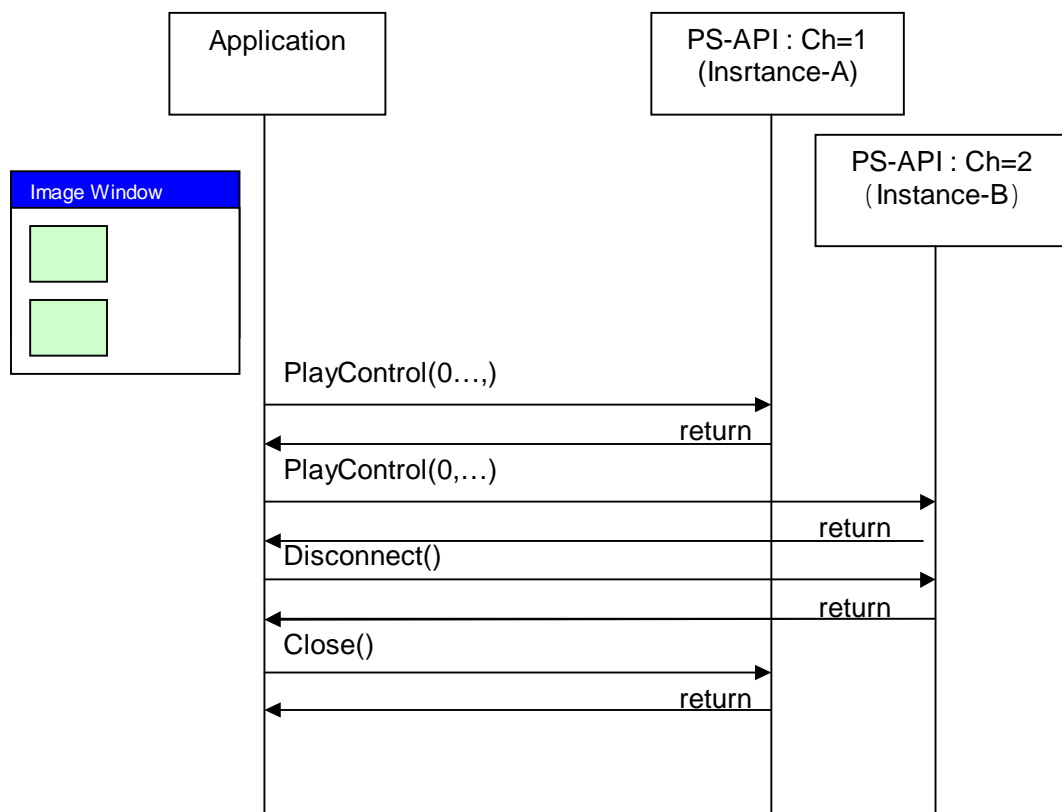 Application
PS-API : Ch=1
(Insrtance-A)
PS-API : Ch=2
(Instance-B)
Image Window
PlayControl(0…,)
return
PlayControl(0,…)
return
Disconnect()
return
Close()
return